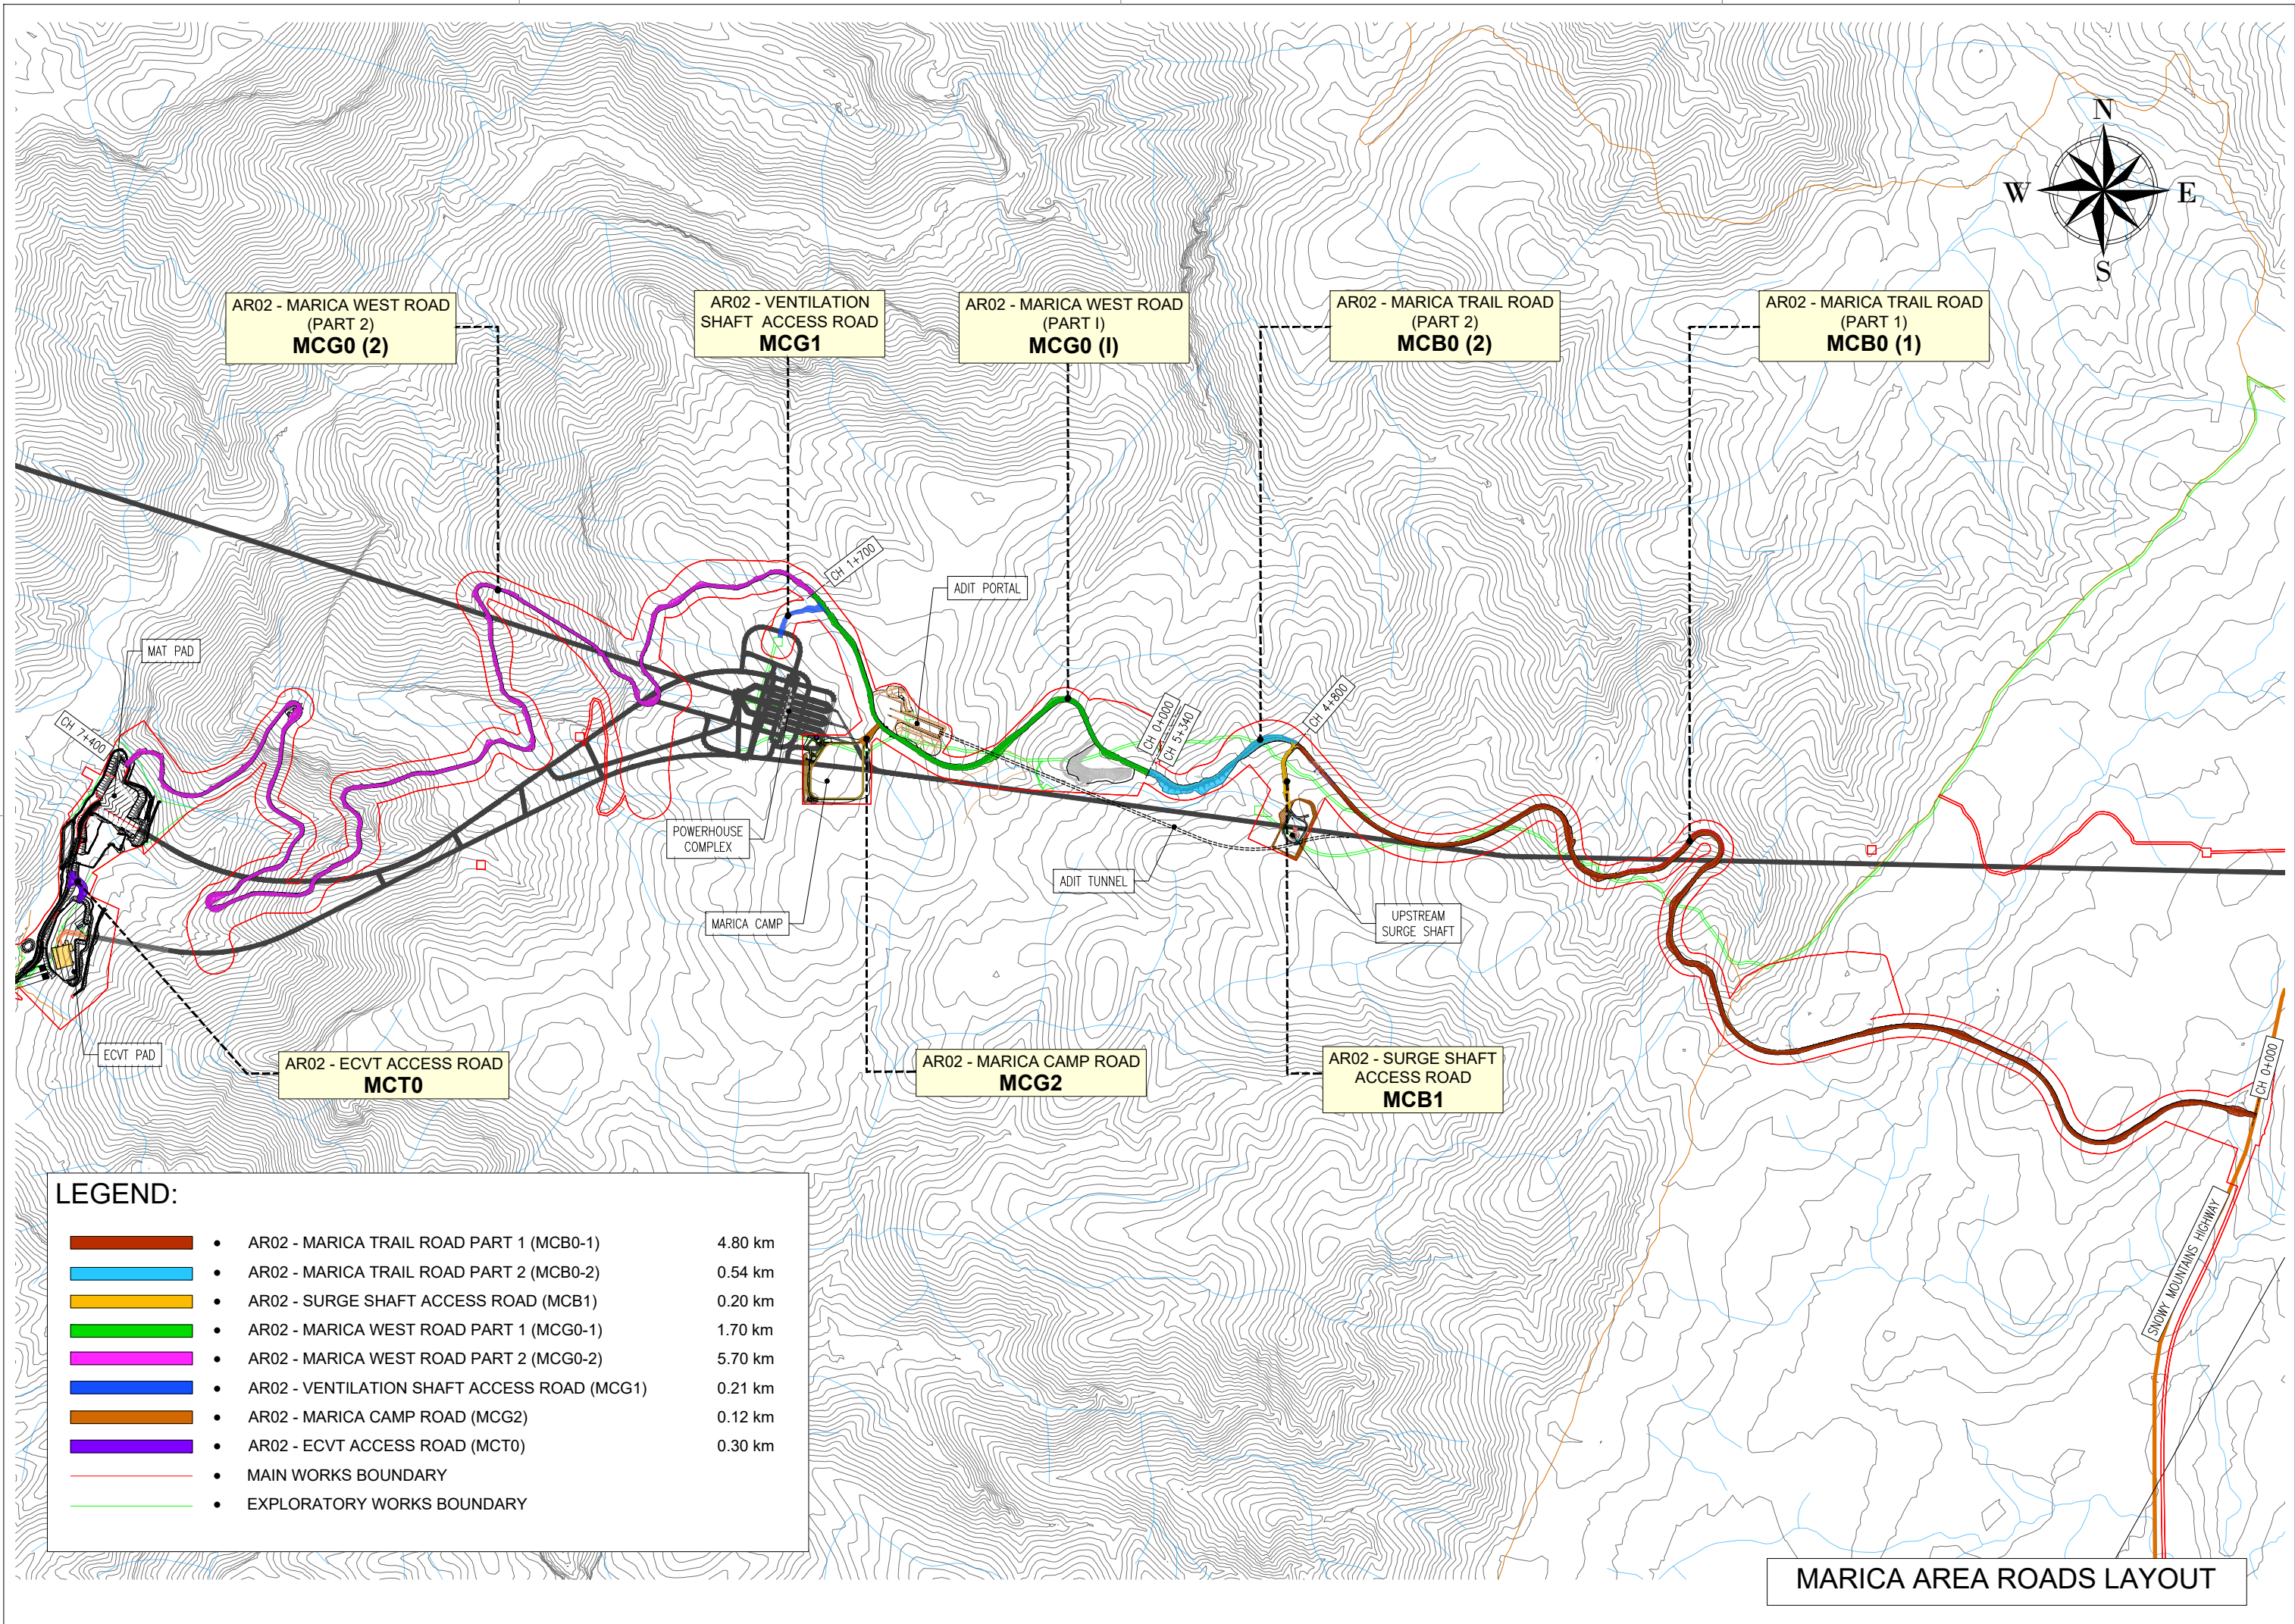 N
W
E
S
AR02 - MARICA WEST ROAD
(PART 2)
MCG0 (2)
AR02 - VENTILATION
SHAFT ACCESS ROAD
MCG1
AR02 - MARICA WEST ROAD
(PART I)
MCG0 (I)
AR02 - MARICA TRAIL ROAD
(PART 2)
MCB0 (2)
AR02 - MARICA TRAIL ROAD
(PART 1)
MCB0 (1)
CH 1+700
ADIT PORTAL
MAT PAD
CH 7+400
CH 0+000
CH 5+340
CH 4+800
POWERHOUSE
COMPLEX
ADIT TUNNEL
MARICA CAMP
UPSTREAM
SURGE SHAFT
ECVT PAD
CH 0+000
AR02 - ECVT ACCESS ROAD
MCT0
AR02 - MARICA CAMP ROAD
MCG2
AR02 - SURGE SHAFT
ACCESS ROAD
MCB1
SNOWY MOUNTAINS HIGHWAY
LEGEND:
• AR02 - MARICA TRAIL ROAD PART 1 (MCB0-1) 4.80 km
• AR02 - MARICA TRAIL ROAD PART 2 (MCB0-2) 0.54 km
• AR02 - SURGE SHAFT ACCESS ROAD (MCB1) 0.20 km
• AR02 - MARICA WEST ROAD PART 1 (MCG0-1) 1.70 km
• AR02 - MARICA WEST ROAD PART 2 (MCG0-2) 5.70 km
• AR02 - VENTILATION SHAFT ACCESS ROAD (MCG1) 0.21 km
• AR02 - MARICA CAMP ROAD (MCG2) 0.12 km
• AR02 - ECVT ACCESS ROAD (MCT0) 0.30 km
• MAIN WORKS BOUNDARY
• EXPLORATORY WORKS BOUNDARY
MARICA AREA ROADS LAYOUT